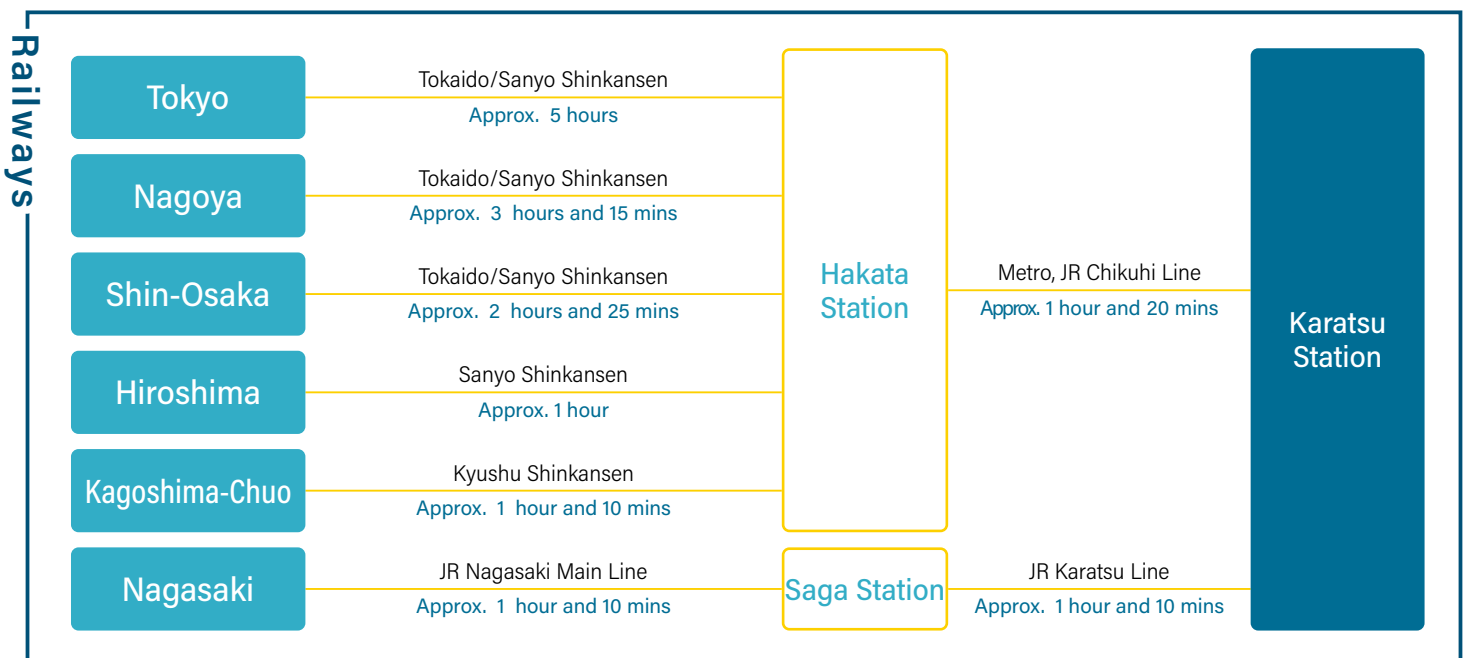 Railways
Tokyo
Tokaido/Sanyo Shinkansen
Approx. 5 hours
Nagoya
Tokaido/Sanyo Shinkansen
Approx. 3 hours and 15 mins
Shin-Osaka
Tokaido/Sanyo Shinkansen
Approx. 2 hours and 25 mins
Hiroshima
Sanyo Shinkansen
Approx. 1 hour
Kagoshima-Chuo
Kyushu Shinkansen
Approx. 1 hour and 10 mins
Hakata
Station
Metro, JR Chikuhi Line
Approx. 1 hour and 20 mins
Nagasaki
JR Nagasaki Main Line
Approx. 1 hour and 10 mins
Saga Station
JR Karatsu Line
Approx. 1 hour and 10 mins
Karatsu
Station